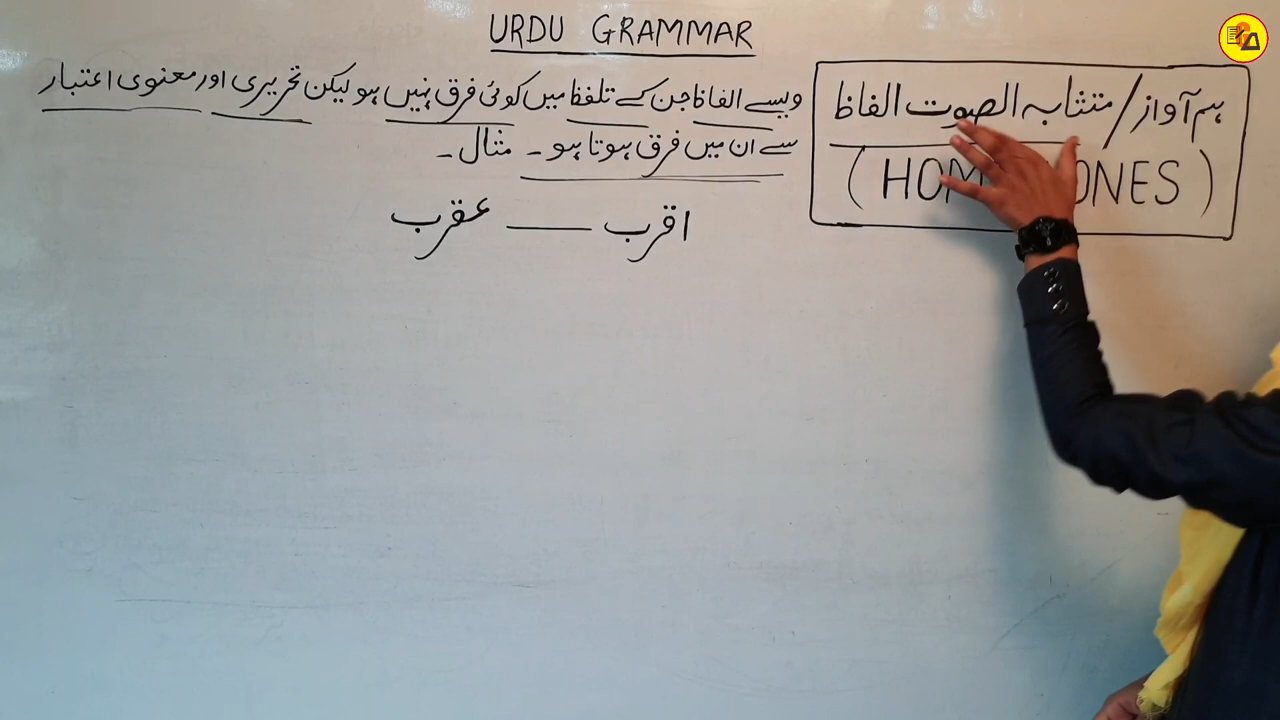 URDU GRAMMAR
ہم آواز / متشابہ الصوت الفاظ
(HOM ONES)
ویسے الفاظ جن کے تلفظ میں کوئی فرق نہیں ہو لیکن تحریری اور معنوی اعتبار
سے ان میں فرق ہوتا ہو ۔ مثال ۔
اقرب — عقرب